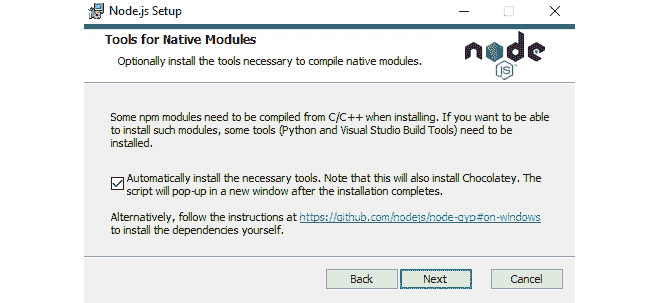 Node.js Setup
Tools for Native Modules
Optionally install the tools necessary to compile native modules.
node
JS
Some npm modules need to be compiled from C/C++ when installing. If you want to be able
to install such modules, some tools (Python and Visual Studio Build Tools) need to be
installed.
Automatically install the necessary tools. Note that this will also install Chocolatey. The
script will pop-up in a new window after the installation completes.
Alternatively, follow the instructions at https://github.com/nodejs/node-gyp#on-windows
to install the dependencies yourself.
Back Next Cancel